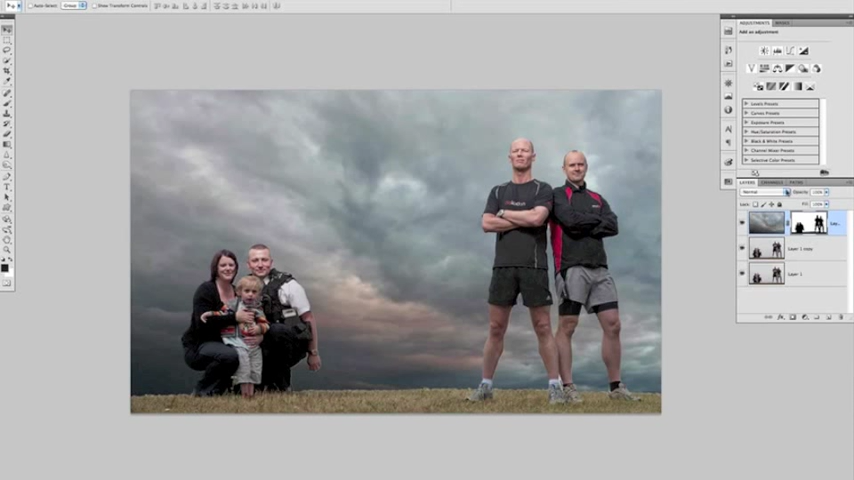 Auto-Select: Group Show Transform Controls
ADJUSTMENTS MASKS
Add an adjustment
Levels Presets
Curves Presets
Exposure Presets
Hue/Saturation Presets
Black & White Presets
Channel Mixer Presets
Selective Color Presets
LAYERS CHANNELS PATHS
Normal Opacity: 100%
Lock: Fill: 100%
Lay...
Layer 1 copy
Layer 1